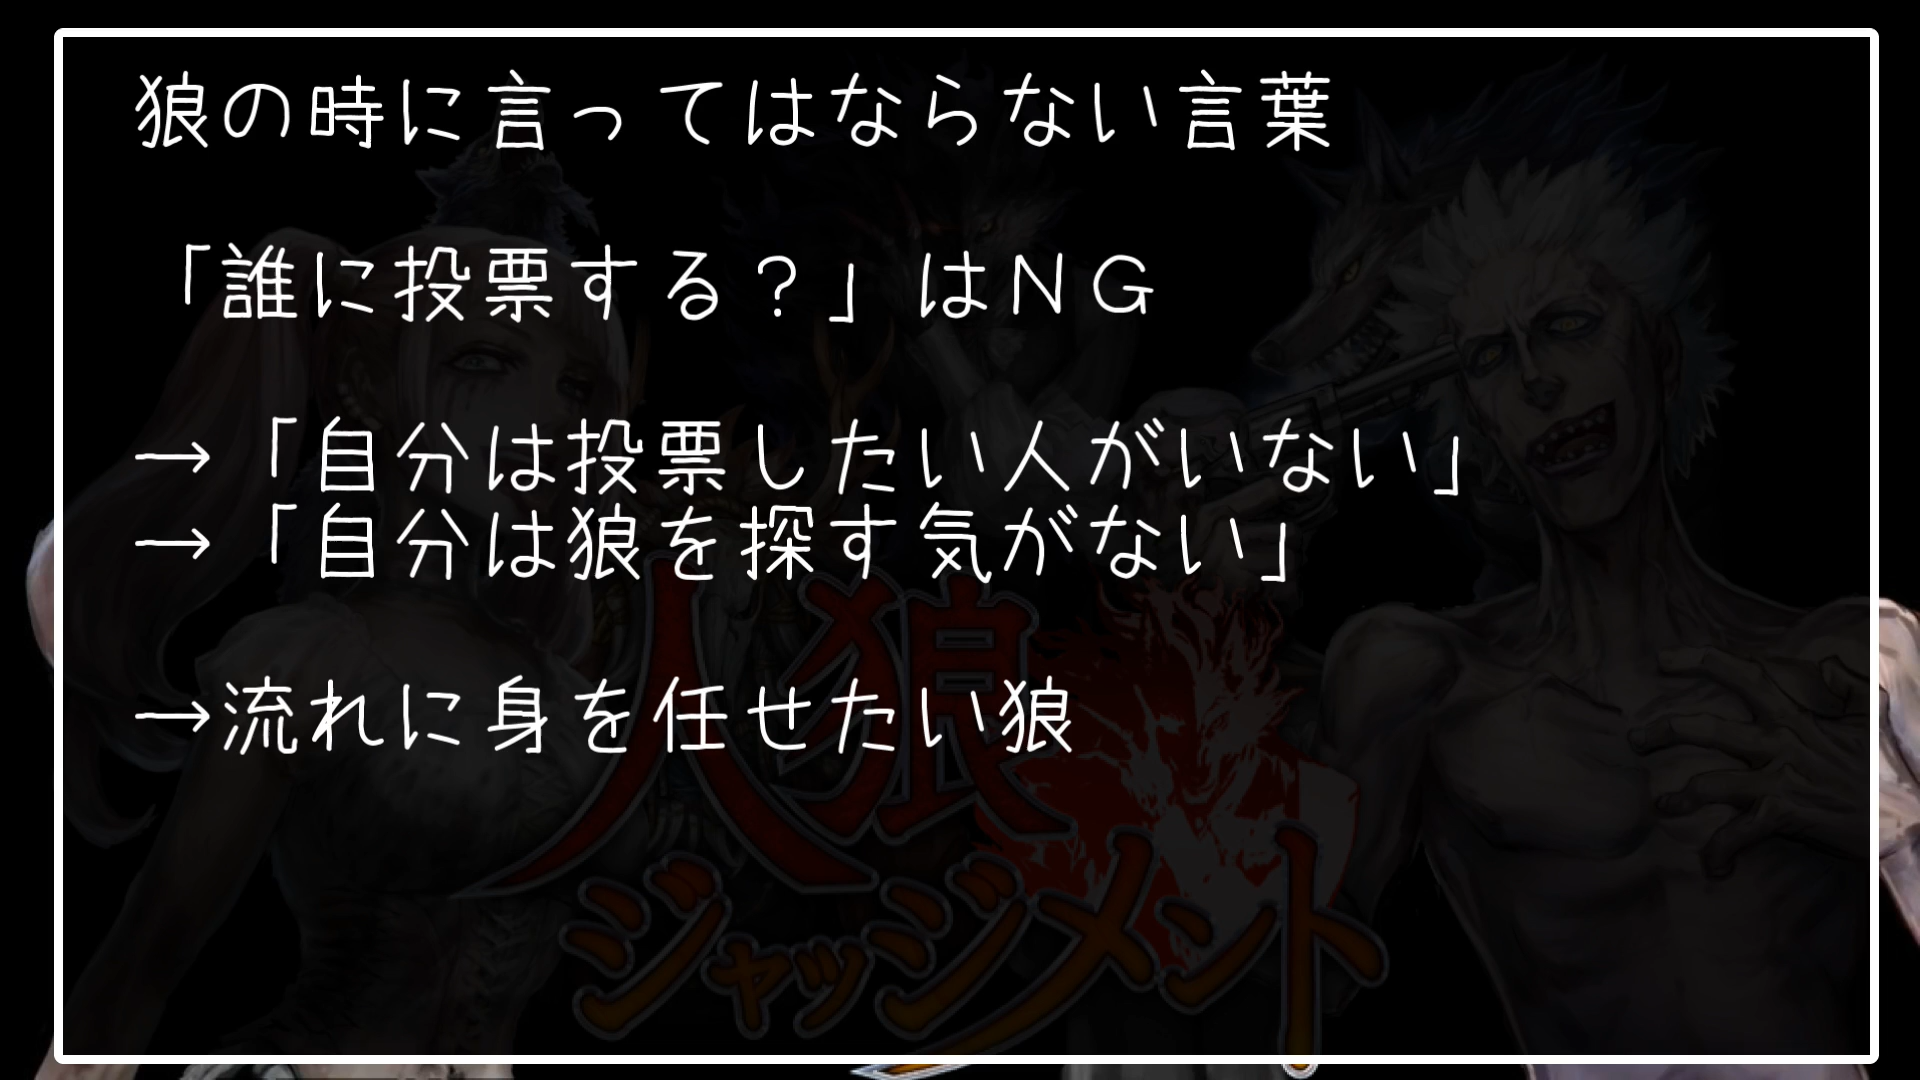 狼の時に言ってはならない言葉
「誰に投票する？」はＮＧ
→「自分は投票したい人がいない」
→「自分は狼を探す気がない」
→流れに身を任せたい狼
人狼
ジャッジメント